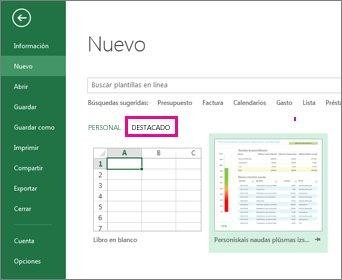 Información
Nuevo
Abrir
Guardar
Guardar como
Imprimir
Compartir
Exportar
Cerrar
Cuenta
Opciones
Nuevo
Buscar plantillas en línea
Búsquedas sugeridas: Presupuesto Factura Calendarios Gasto Lista Présta
PERSONAL DESTACADO
A B C
1
2
3
4
5
6
7
Libro en blanco
Personiskais naudas plūsmas izs...